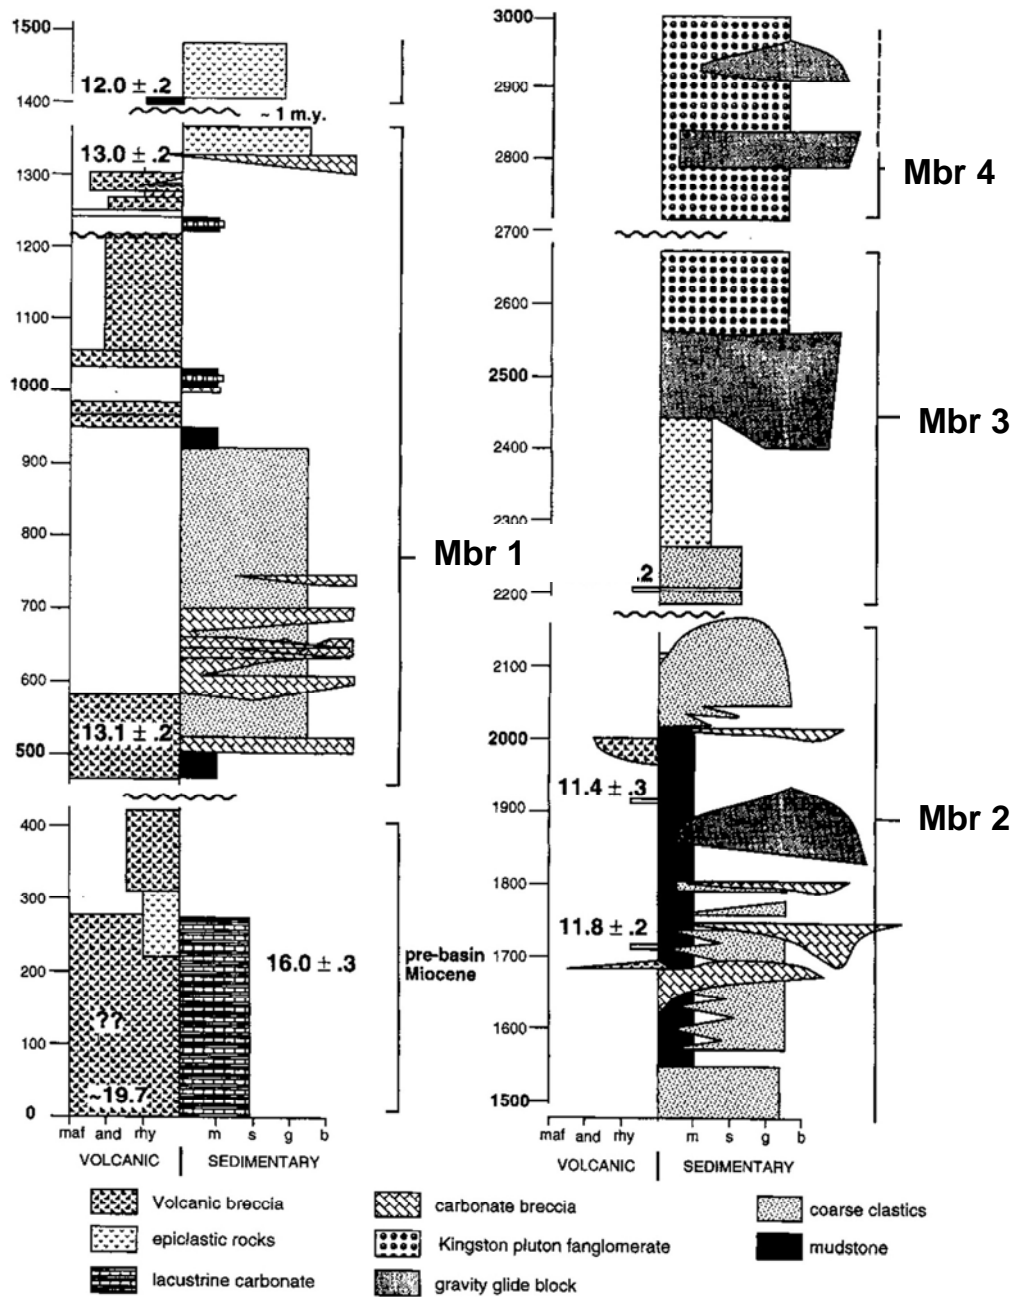 1500
12.0 ± .2
1400
~ 1 m.y.
13.0 ± .2
1300
1200
1100
1000
900
800
Mbr 1
700
600
13.1 ± .2
500
400
300
16.0 ± .3
pre-basin
Miocene
200
??
100
~19.7
0
maf and rhy m s g b
VOLCANIC SEDIMENTARY
3000
2900
2800
Mbr 4
2700
2600
2500
Mbr 3
2400
2300
.2
2200
2100
2000
11.4 ± .3
1900
Mbr 2
1800
11.8 ± .2
1700
1600
1500
maf and rhy m s g b
VOLCANIC SEDIMENTARY
Volcanic breccia
epiclastic rocks
lacustrine carbonate
carbonate breccia
Kingston pluton fanglomerate
gravity glide block
coarse clastics
mudstone